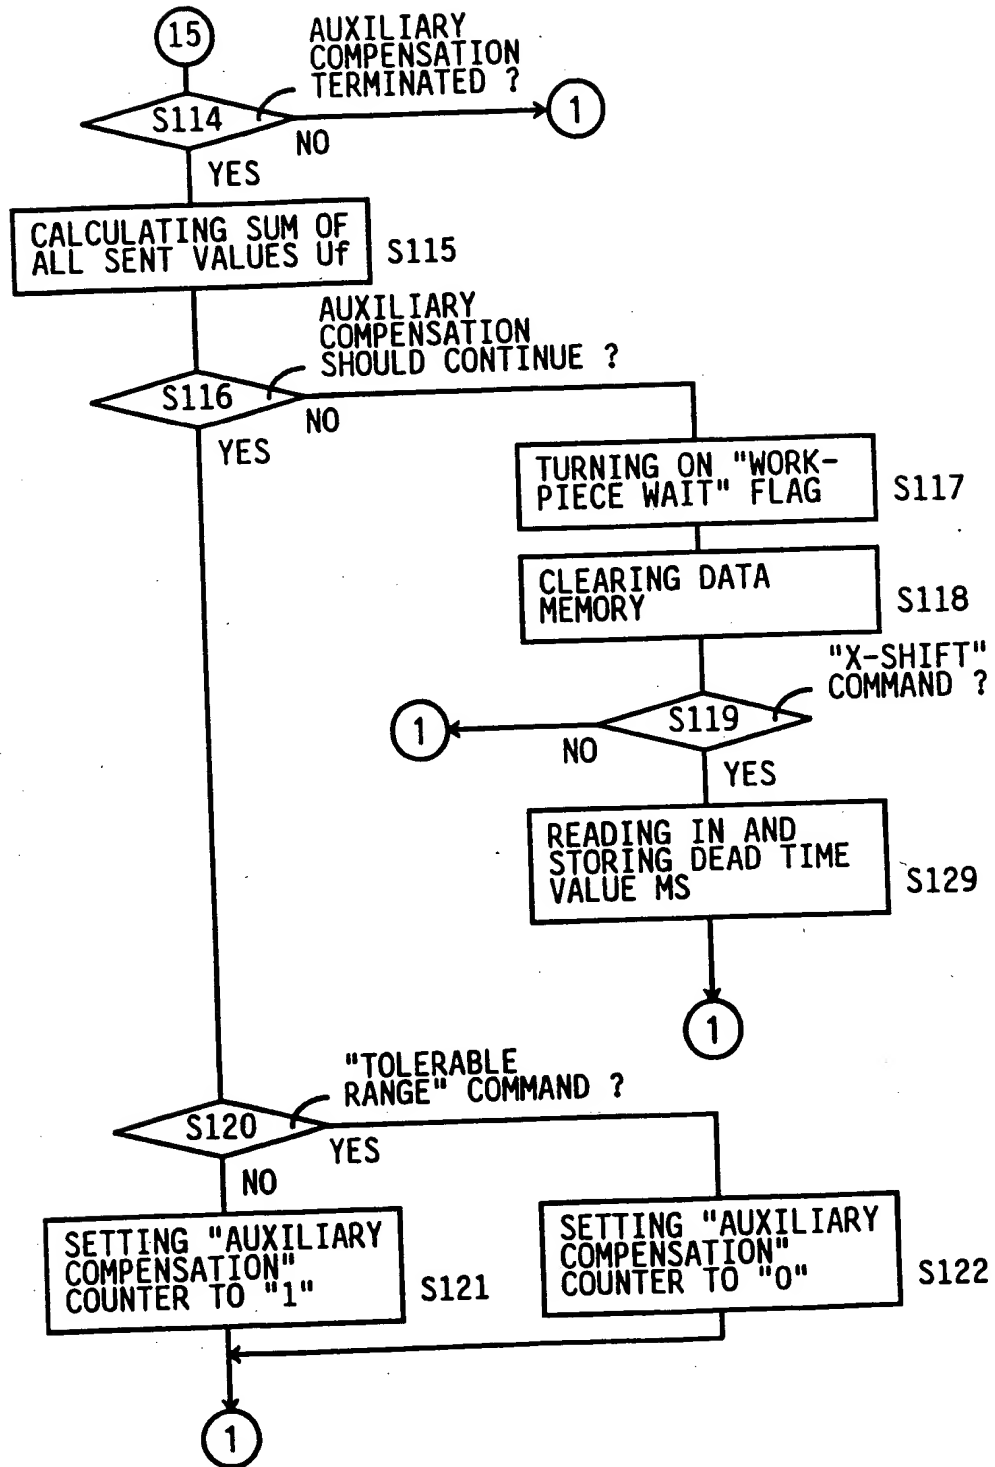 15
AUXILIARY
COMPENSATION
TERMINATED ?
S114
1
NO
YES
CALCULATING SUM OF
ALL SENT VALUES Uf
S115
AUXILIARY
COMPENSATION
SHOULD CONTINUE ?
S116
NO
YES
TURNING ON "WORK-
PIECE WAIT" FLAG
S117
CLEARING DATA
MEMORY
S118
"X-SHIFT"
COMMAND ?
S119
1
NO
YES
READING IN AND
STORING DEAD TIME
VALUE MS
S129
1
"TOLERABLE
RANGE" COMMAND ?
S120
YES
NO
SETTING "AUXILIARY
COMPENSATION"
COUNTER TO "1"
S121
SETTING "AUXILIARY
COMPENSATION"
COUNTER TO "0"
S122
1